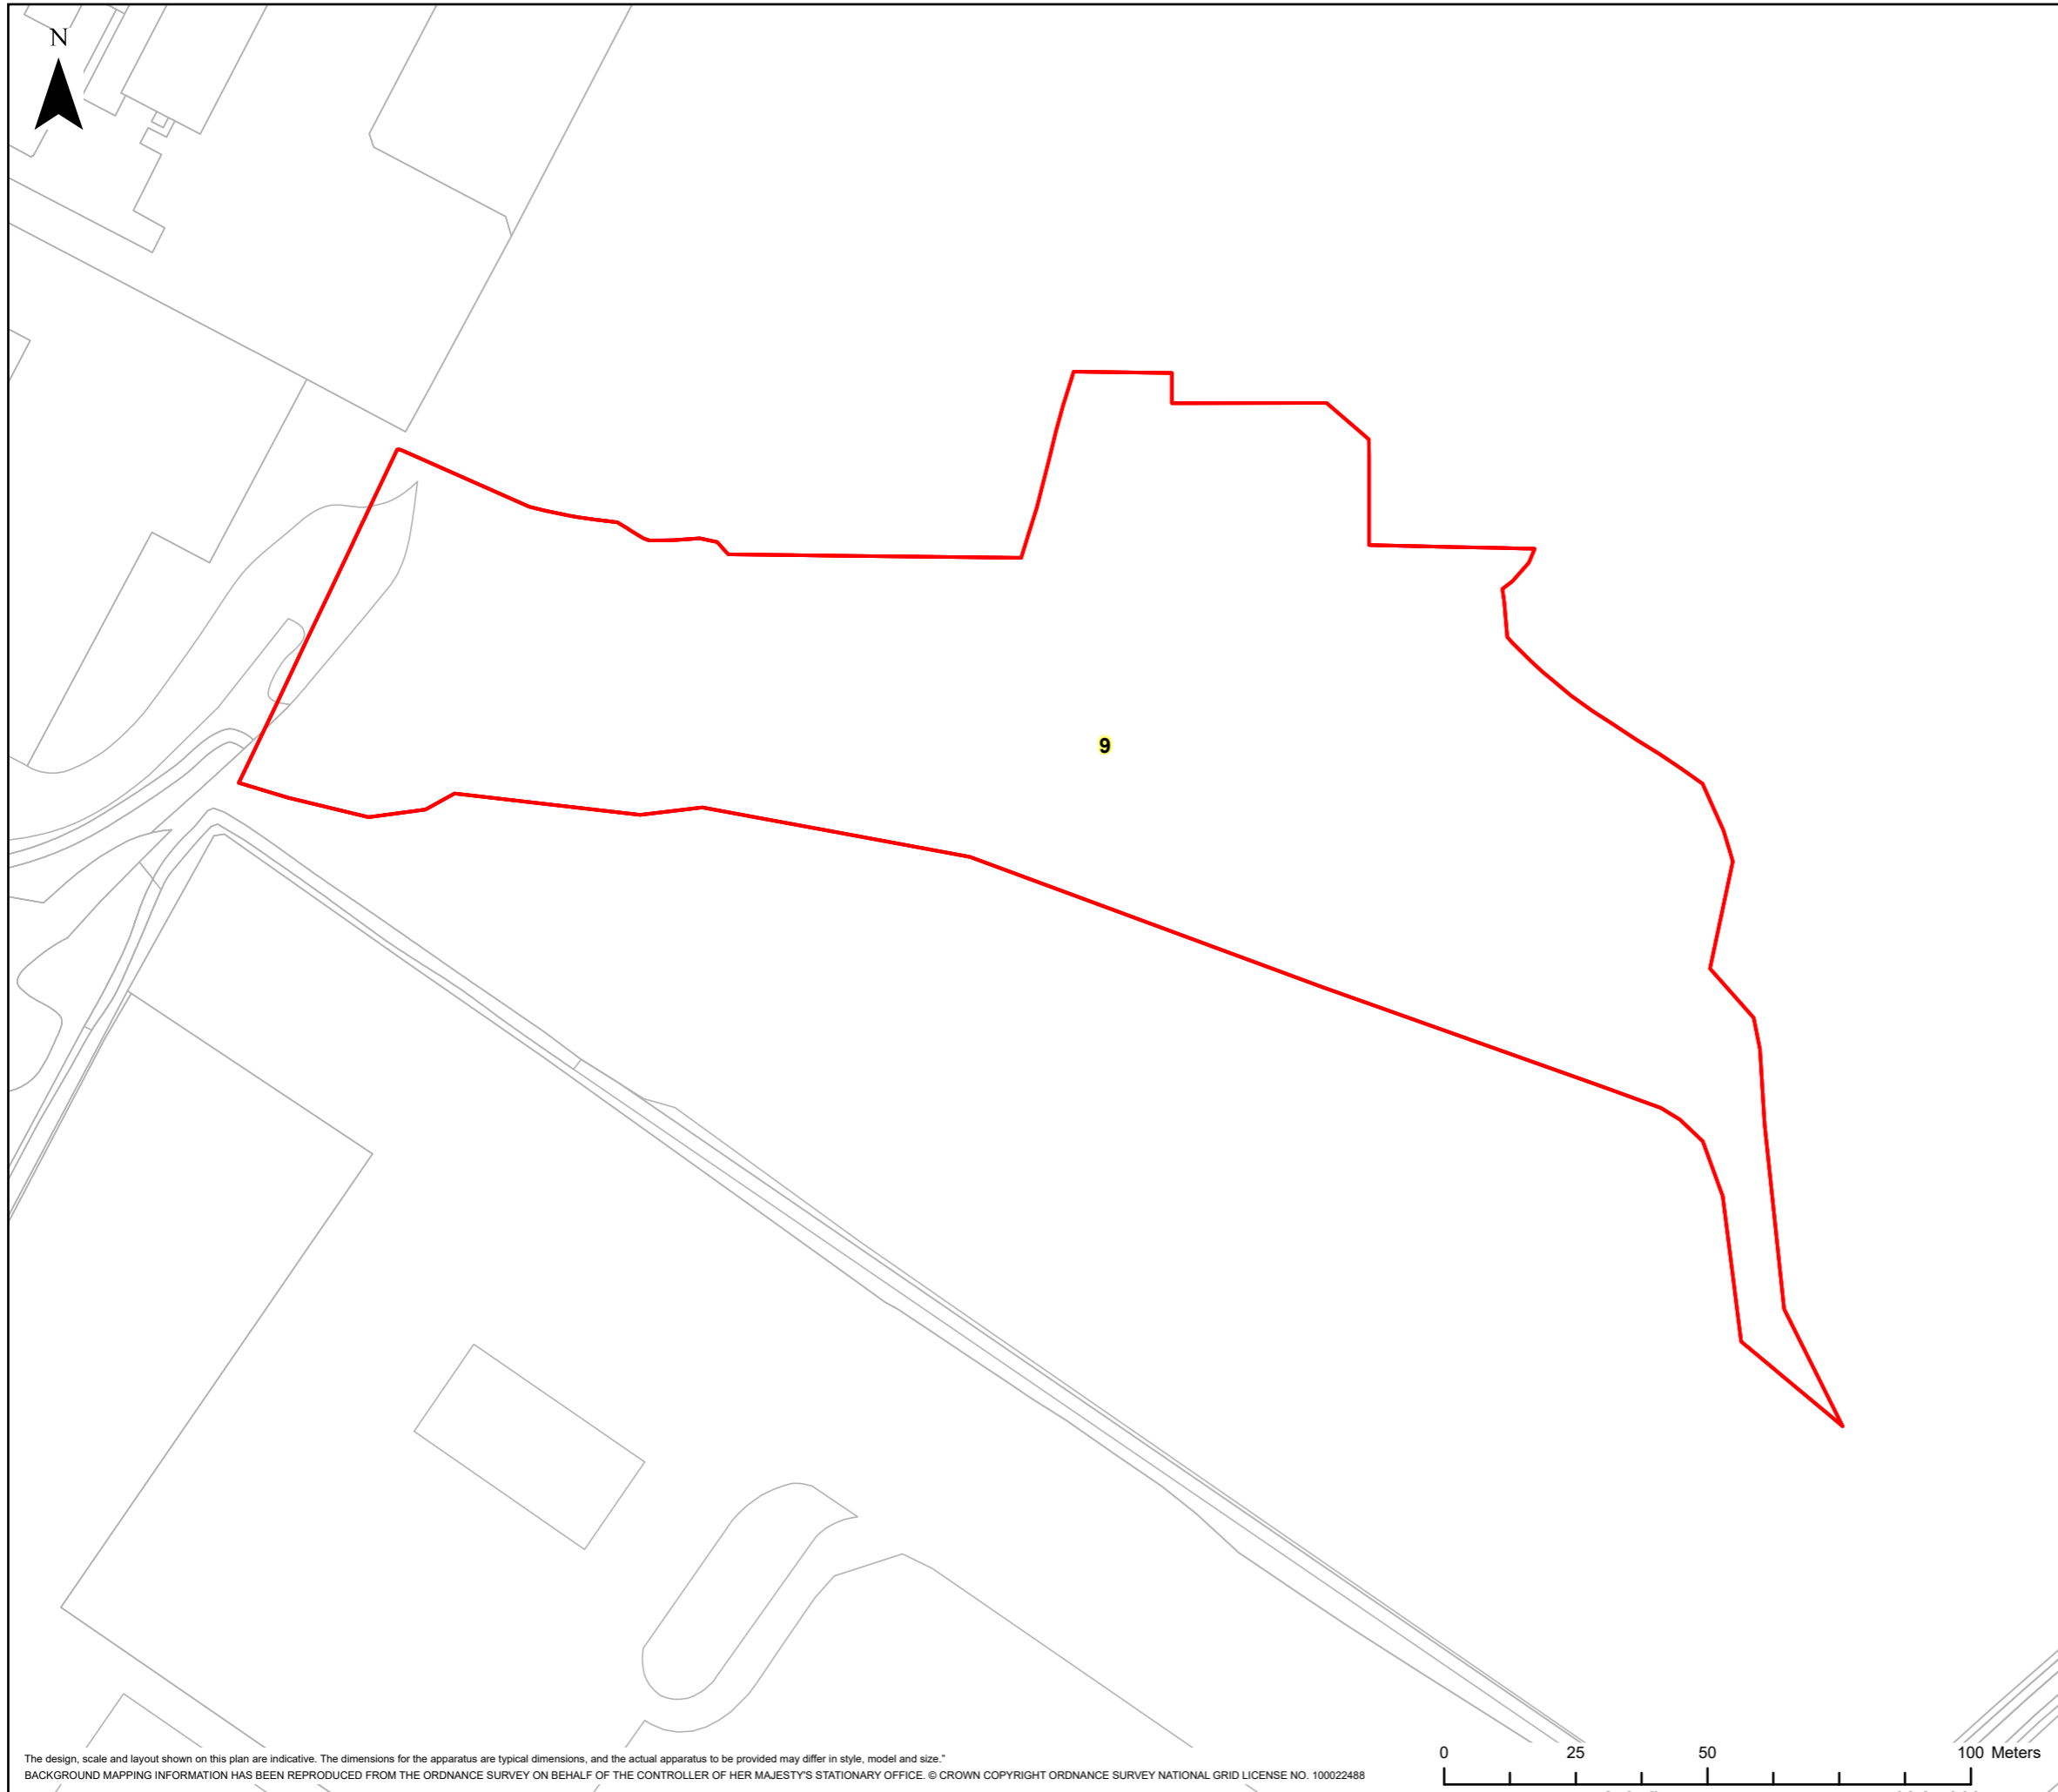 N
9
0 25 50 100 Meters
The design, scale and layout shown on this plan are indicative. The dimensions for the apparatus are typical dimensions, and the actual apparatus to be provided may differ in style, model and size."
BACKGROUND MAPPING INFORMATION HAS BEEN REPRODUCED FROM THE ORDNANCE SURVEY ON BEHALF OF THE CONTROLLER OF HER MAJESTY'S STATIONARY OFFICE. © CROWN COPYRIGHT ORDNANCE SURVEY NATIONAL GRID LICENSE NO. 100022488